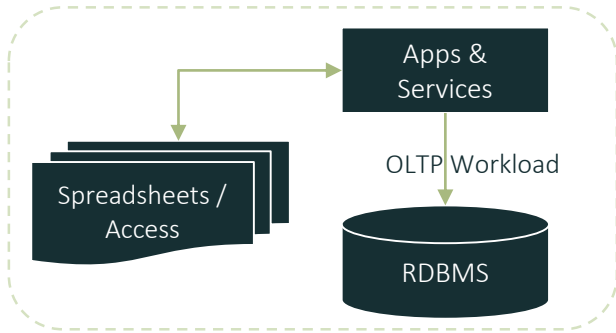 Apps &
Services
OLTP Workload
Spreadsheets /
Access
RDBMS